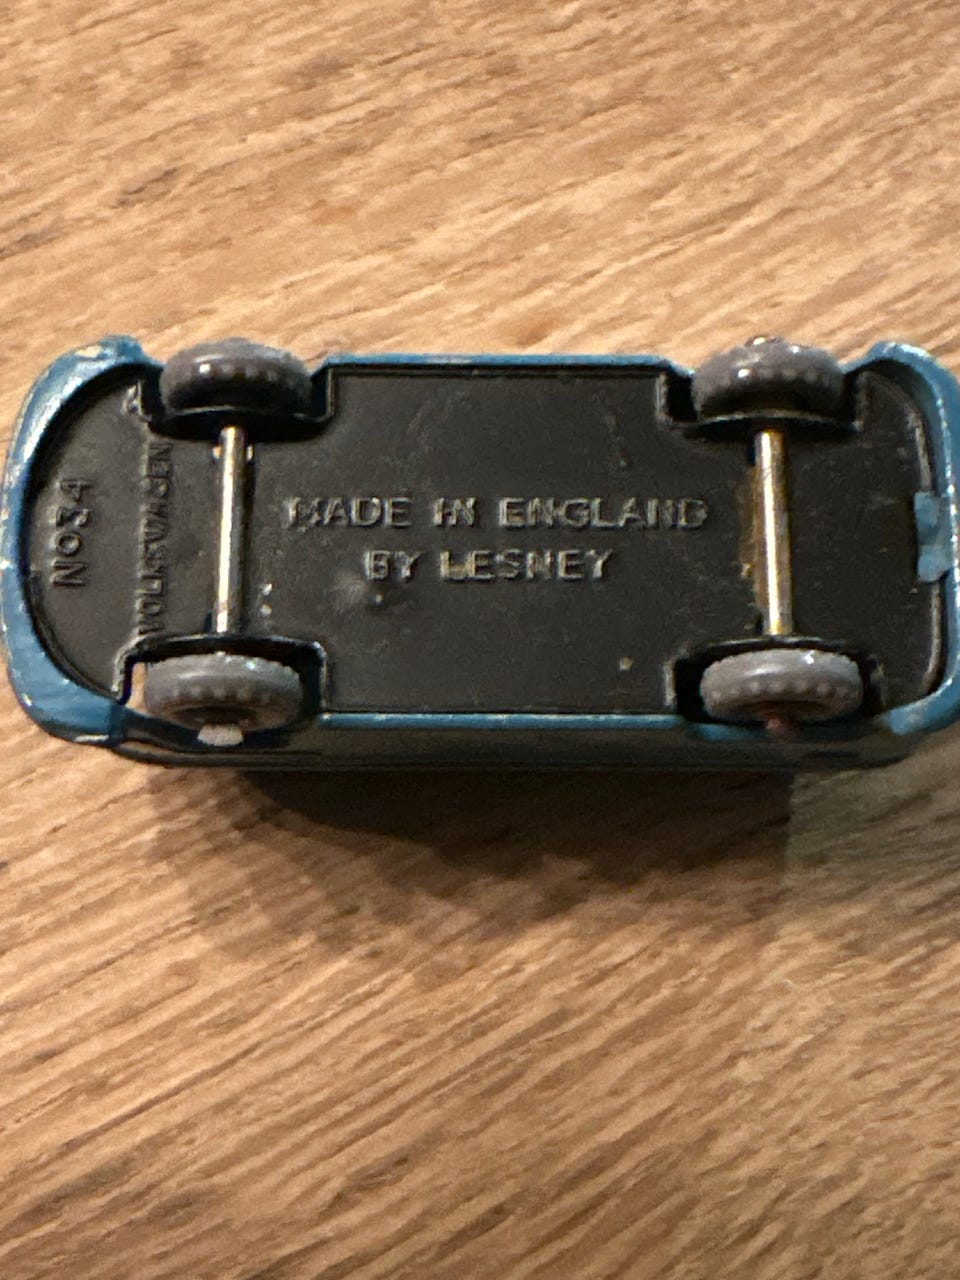 No34
VOLKSWAGEN
MADE IN ENGLAND
BY LESNEY